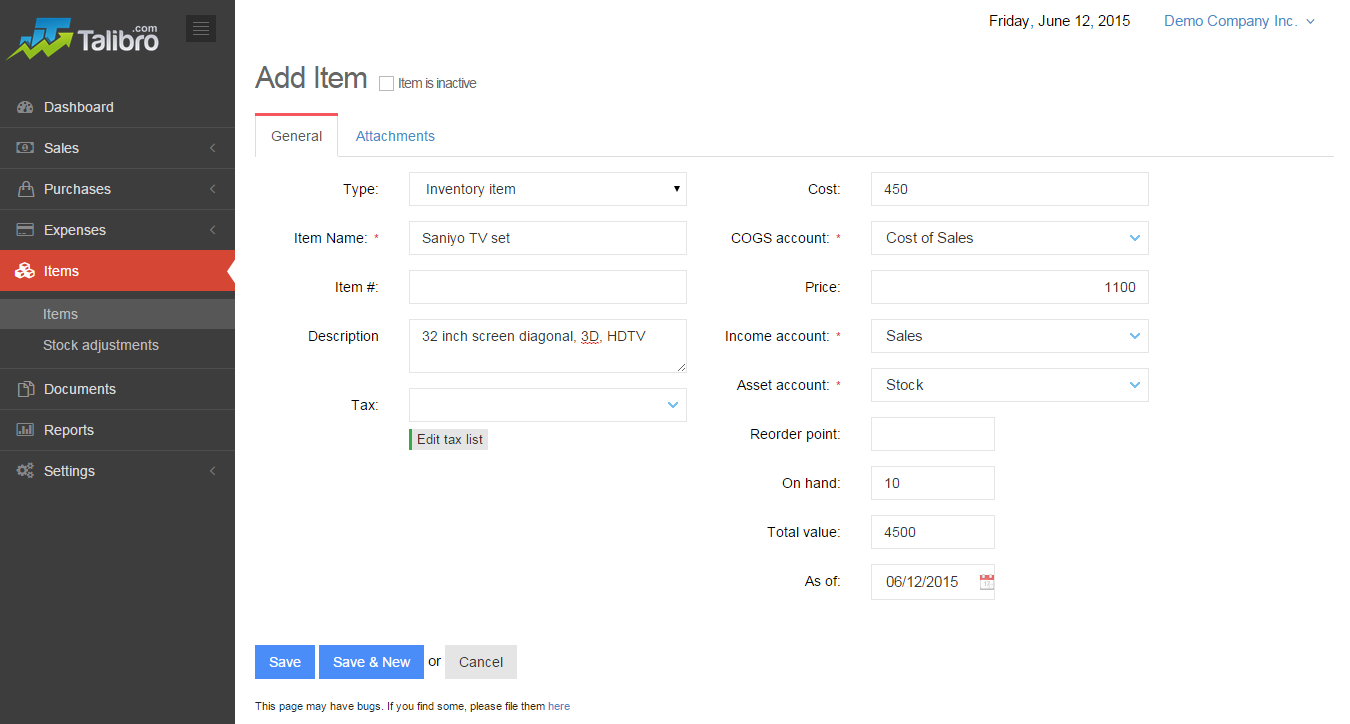 Talibro.com
Friday, June 12, 2015 Demo Company Inc.
Add Item Item is inactive
Dashboard
Sales
Purchases
Expenses
Items
Items
Stock adjustments
Documents
Reports
Settings
General Attachments
Type: Inventory item
Item Name: * Saniyo TV set
Item #:
Description 32 inch screen diagonal, 3D, HDTV
Tax:
Edit tax list
Cost: 450
COGS account: * Cost of Sales
Price: 1100
Income account: * Sales
Asset account: * Stock
Reorder point:
On hand: 10
Total value: 4500
As of: 06/12/2015
Save Save & New or Cancel
This page may have bugs. If you find some, please file them here